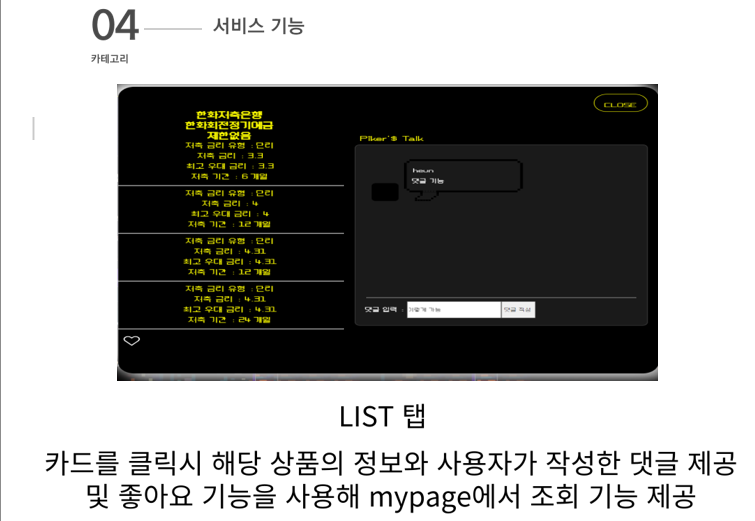 04
서비스 기능
카테고리
CLOSE
한화저축은행
한화회전정기예금
제한없음
저축 금리 유형 : 단리
저축 금리 : 3.3
최고 우대 금리 : 3.3
저축 기간 : 6 개월
저축 금리 유형 : 단리
저축 금리 : 4
최고 우대 금리 : 4
저축 기간 : 12 개월
저축 금리 유형 : 단리
저축 금리 : 4.31
최고 우대 금리 : 4.31
저축 기간 : 12 개월
저축 금리 유형 : 단리
저축 금리 : 4.31
최고 우대 금리 : 4.31
저축 기간 : 24 개월
Piker'$ Talk
heun
댓글 기능
댓글 입력 : 이렇게 가능 댓글 작성
LIST 탭
카드를 클릭시 해당 상품의 정보와 사용자가 작성한 댓글 제공
및 좋아요 기능을 사용해 mypage에서 조회 기능 제공